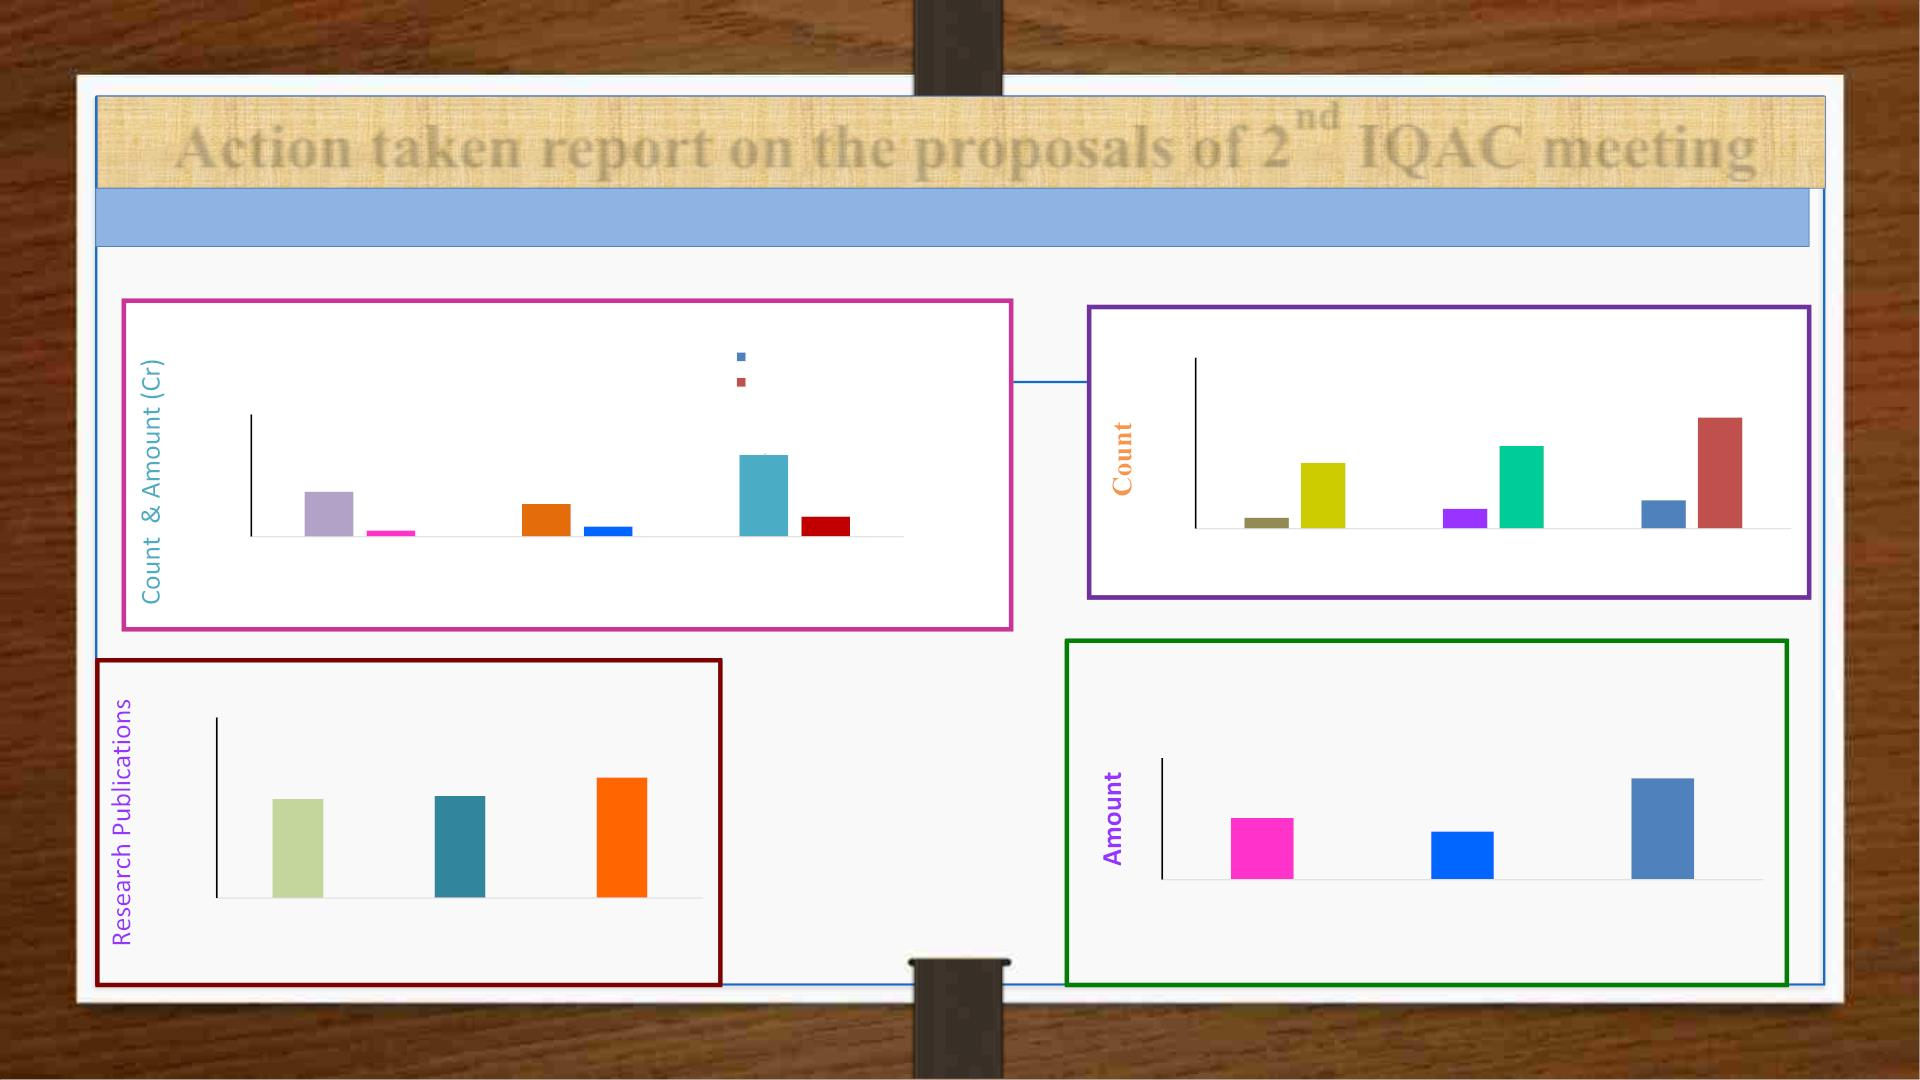 Action taken report on the proposals of 2nd IQAC meeting
Count & Amount (Cr)
Count
Research Publications
Amount